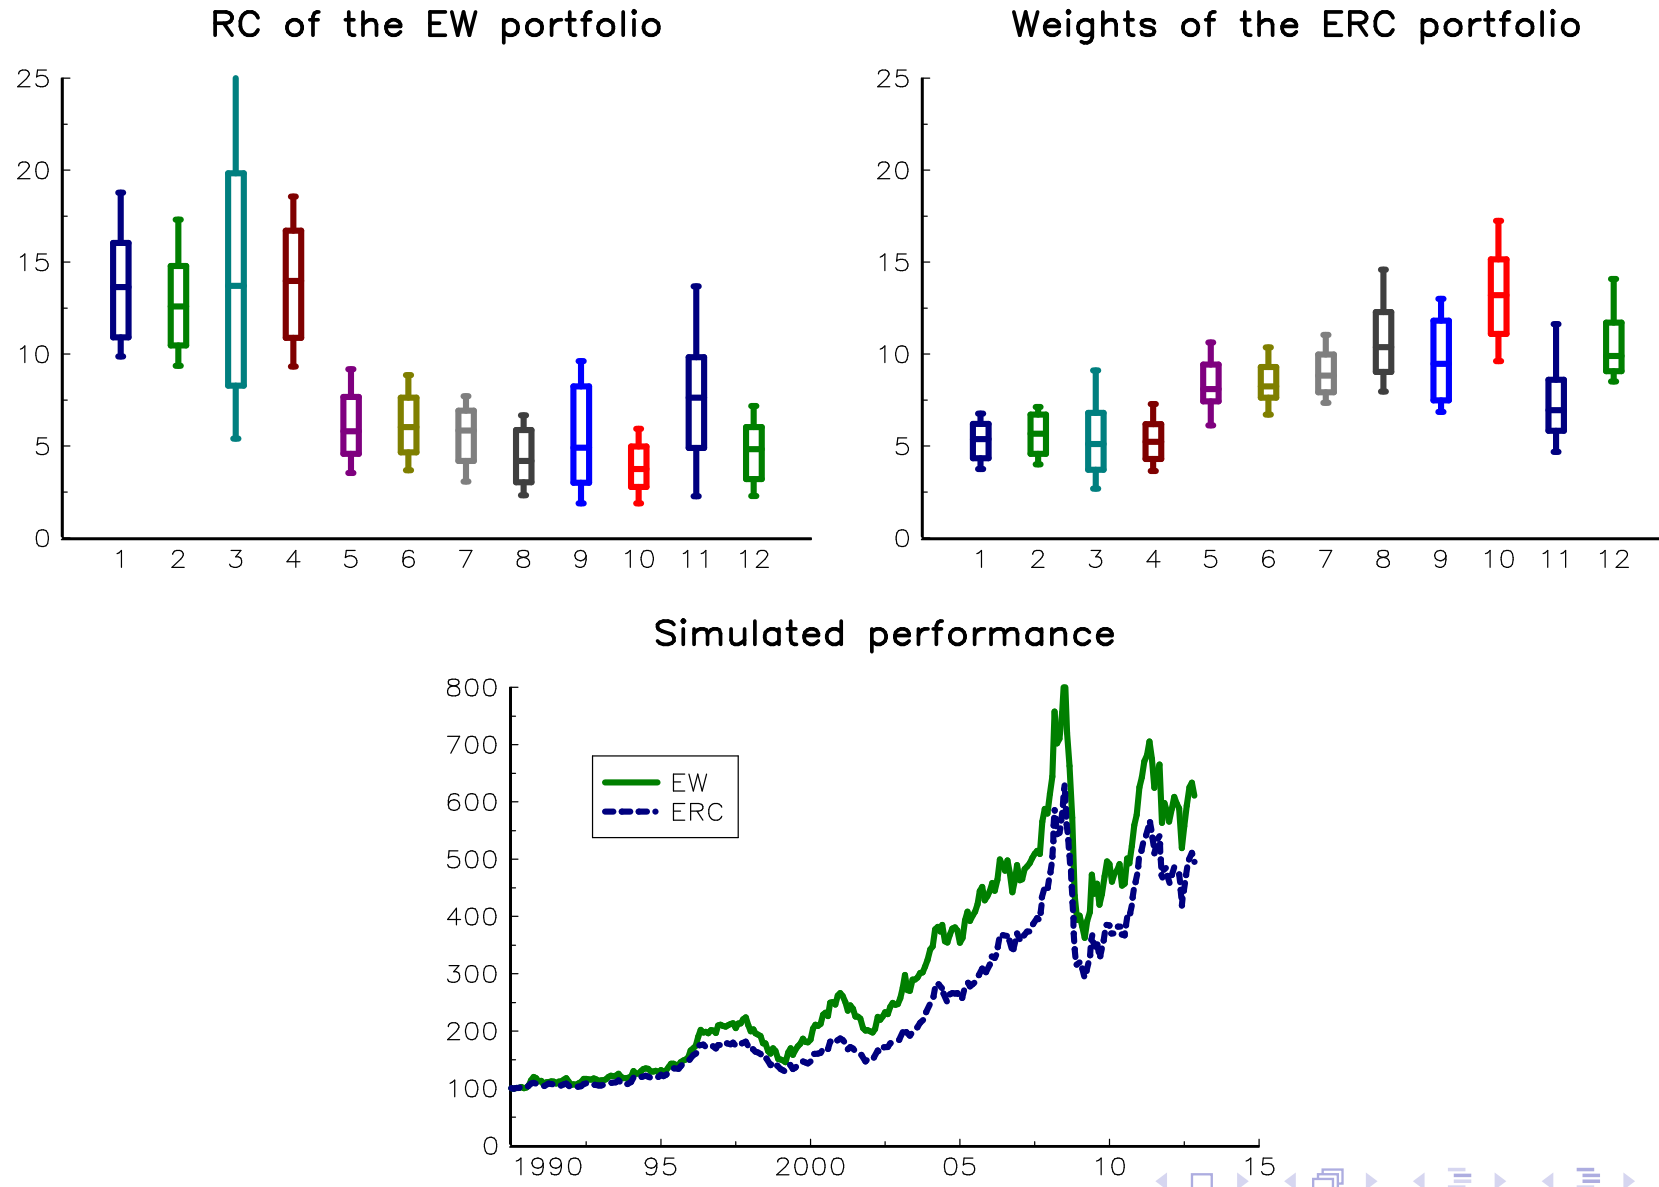 RC of the EW portfolio
25
20
15
10
5
0
1 2 3 4 5 6 7 8 9 10 11 12
Weights of the ERC portfolio
25
20
15
10
5
0
1 2 3 4 5 6 7 8 9 10 11 12
Simulated performance
800
700
600
500
400
300
200
100
0
EW
ERC
1990 95 2000 05 10 15